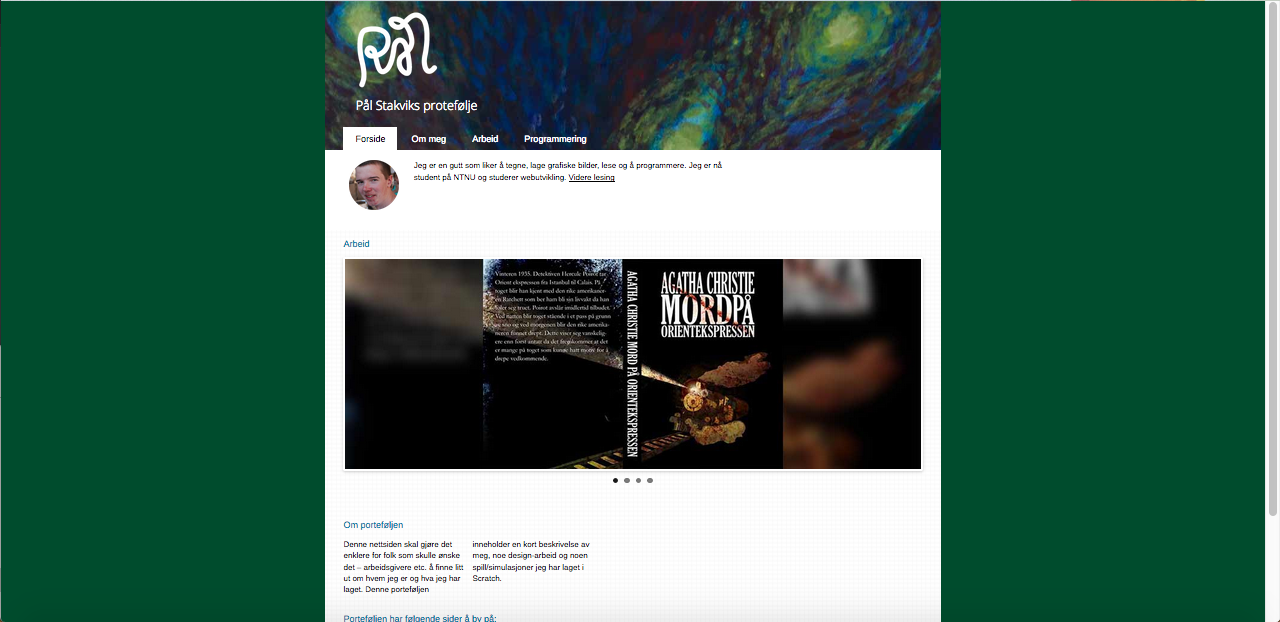 Pål
Pål Stakviks protefølje
Forside
Om meg
Arbeid
Programmering
Jeg er en gutt som liker å tegne, lage grafiske bilder, lese og å programmere. Jeg er nå
student på NTNU og studerer webutvikling. Videre lesing
Arbeid
Vinteren 1935. Detektiven Hercule Poirot tar
Orient ekspressen fra Istanbul til Calais. På
toget blir han kjent med den rike amerikaner-
en Ratchett som ber ham bli sin livvakt da han
føler seg truet. Poirot avslår imidlertid tilbudet.
Ved natten blir toget stående i et pass på grunn
av snø og ved morgenen blir den rike amerika-
neren funnet drept. Dette viser seg vanskelig-
ere enn først antatt da det fregkommer at det
er mange på toget som kunne hatt motiv for å
drepe vedkommende.
AGATHA CHRISTIE MORD PÅ ORIENTEKSPRESSEN
AGATHA CHRISTIE
MORD PÅ
ORIENTEKSPRESSEN
Om porteføljen
Denne nettsiden skal gjøre det
enklere for folk som skulle ønske
det – arbeidsgivere etc. å finne litt
ut om hvem jeg er og hva jeg har
laget. Denne porteføljen
inneholder en kort beskrivelse av
meg, noe design-arbeid og noen
spill/simulasjoner jeg har laget i
Scratch.
Porteføljen har følgende sider å by på: